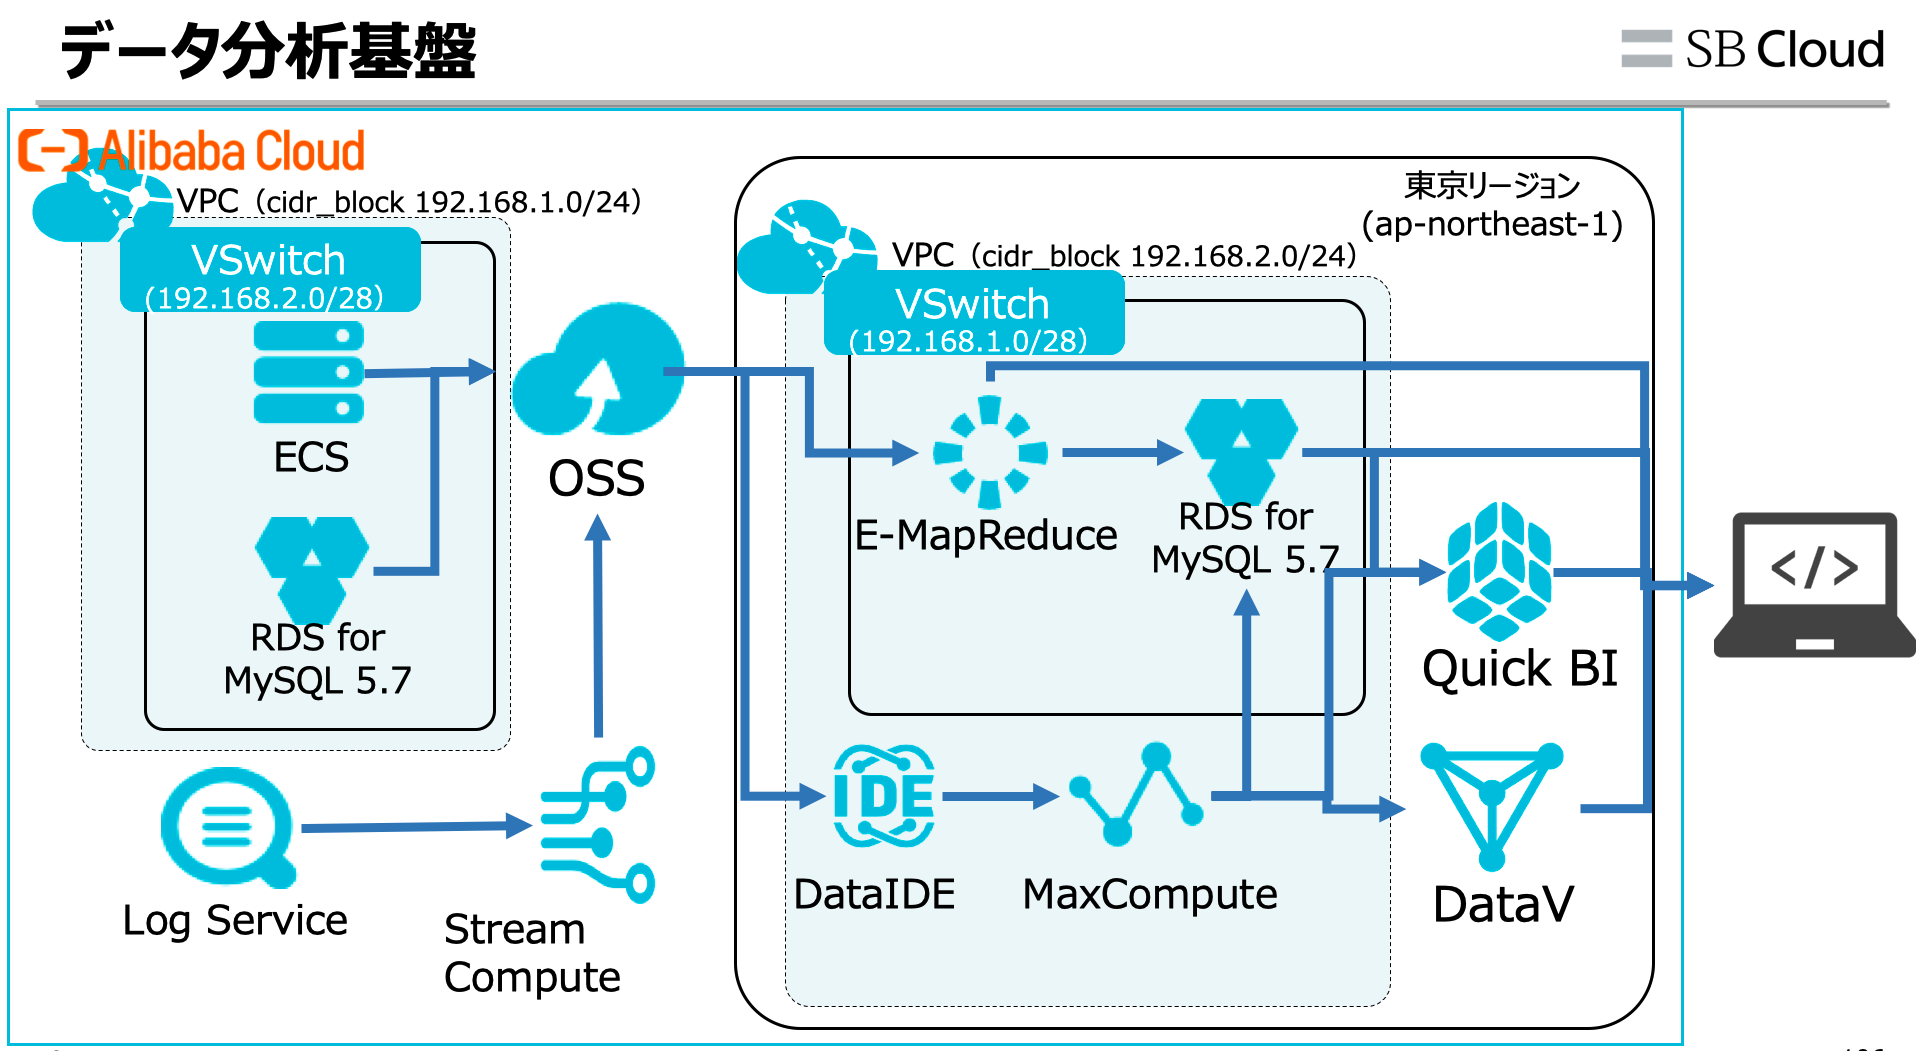 データ分析基盤
SB Cloud
Alibaba Cloud
VPC（cidr_block 192.168.1.0/24）
VSwitch
(192.168.2.0/28）
ECS
RDS for
MySQL 5.7
OSS
Log Service
Stream
Compute
東京リージョン
(ap-northeast-1)
VPC（cidr_block 192.168.2.0/24）
VSwitch
(192.168.1.0/28）
E-MapReduce
RDS for
MySQL 5.7
IDE
DataIDE
MaxCompute
Quick BI
DataV
</>